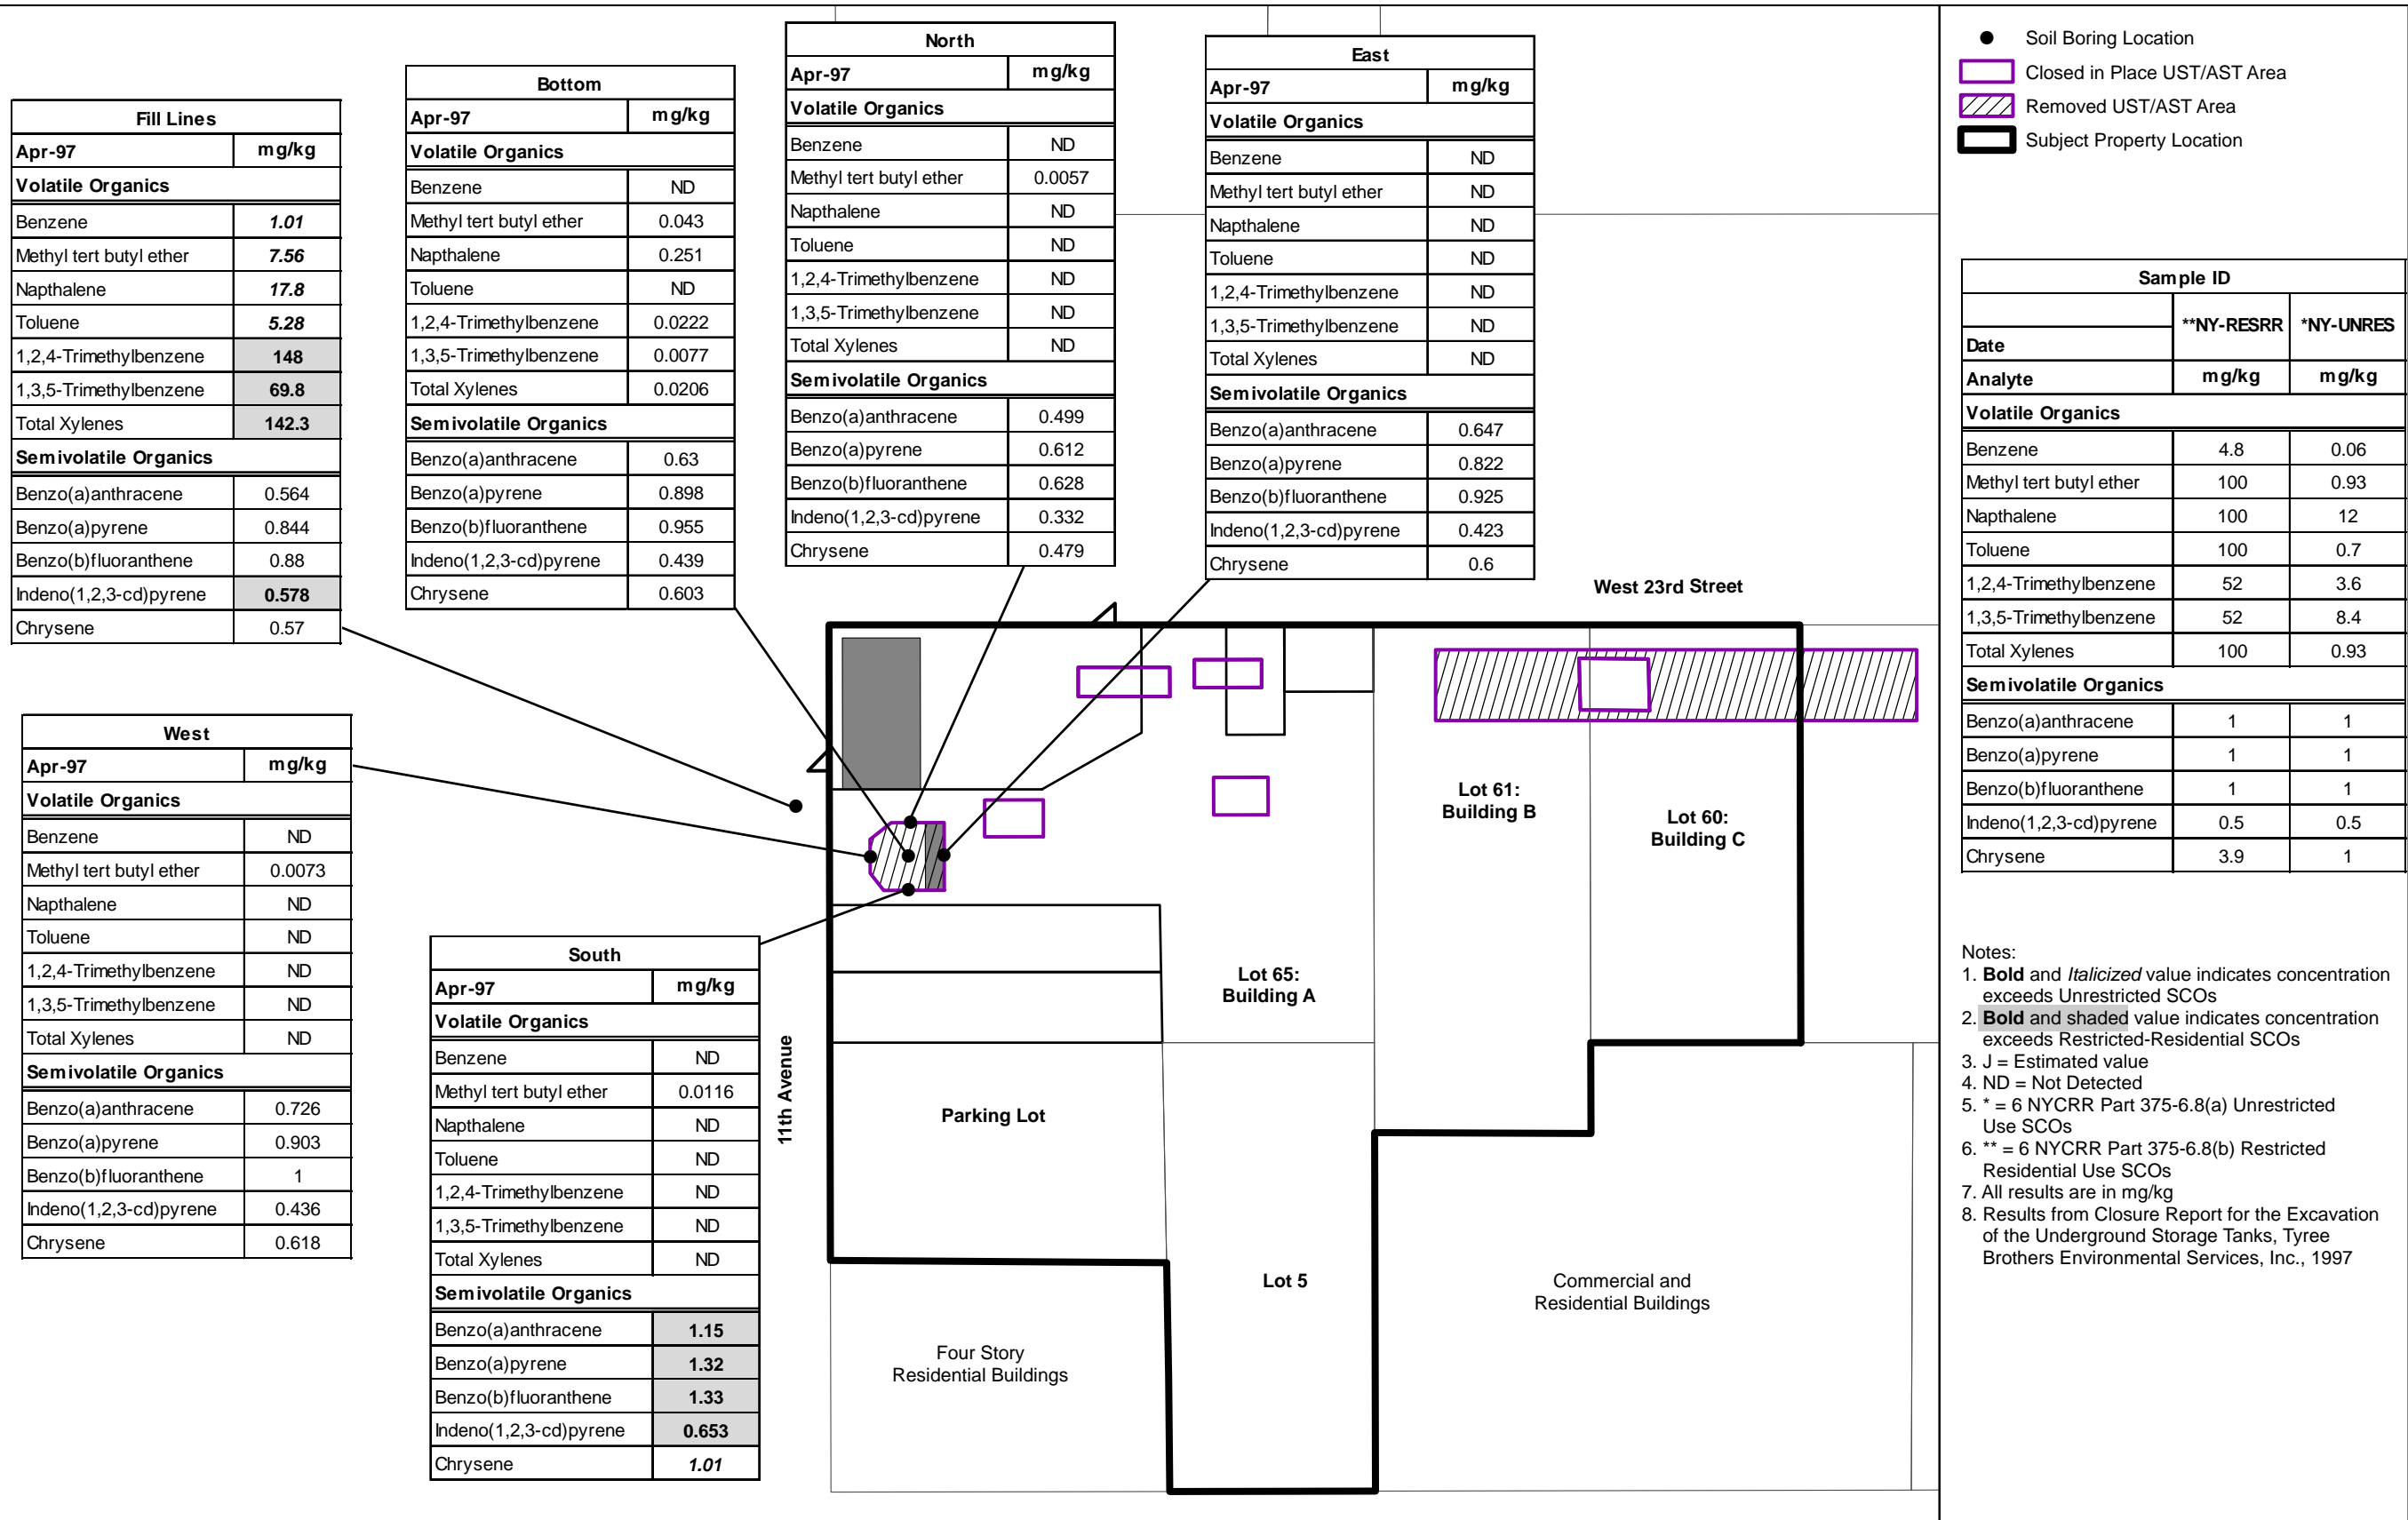 Fill Lines
Apr-97 mg/kg
Volatile Organics
Benzene 1.01
Methyl tert butyl ether 7.56
Napthalene 17.8
Toluene 5.28
1,2,4-Trimethylbenzene 148
1,3,5-Trimethylbenzene 69.8
Total Xylenes 142.3
Semivolatile Organics
Benzo(a)anthracene 0.564
Benzo(a)pyrene 0.844
Benzo(b)fluoranthene 0.88
Indeno(1,2,3-cd)pyrene 0.578
Chrysene 0.57
Bottom
Apr-97 mg/kg
Volatile Organics
Benzene ND
Methyl tert butyl ether 0.043
Napthalene 0.251
Toluene ND
1,2,4-Trimethylbenzene 0.0222
1,3,5-Trimethylbenzene 0.0077
Total Xylenes 0.0206
Semivolatile Organics
Benzo(a)anthracene 0.63
Benzo(a)pyrene 0.898
Benzo(b)fluoranthene 0.955
Indeno(1,2,3-cd)pyrene 0.439
Chrysene 0.603
North
Apr-97 mg/kg
Volatile Organics
Benzene ND
Methyl tert butyl ether 0.0057
Napthalene ND
Toluene ND
1,2,4-Trimethylbenzene ND
1,3,5-Trimethylbenzene ND
Total Xylenes ND
Semivolatile Organics
Benzo(a)anthracene 0.499
Benzo(a)pyrene 0.612
Benzo(b)fluoranthene 0.628
Indeno(1,2,3-cd)pyrene 0.332
Chrysene 0.479
East
Apr-97 mg/kg
Volatile Organics
Benzene ND
Methyl tert butyl ether ND
Napthalene ND
Toluene ND
1,2,4-Trimethylbenzene ND
1,3,5-Trimethylbenzene ND
Total Xylenes ND
Semivolatile Organics
Benzo(a)anthracene 0.647
Benzo(a)pyrene 0.822
Benzo(b)fluoranthene 0.925
Indeno(1,2,3-cd)pyrene 0.423
Chrysene 0.6
West
Apr-97 mg/kg
Volatile Organics
Benzene ND
Methyl tert butyl ether 0.0073
Napthalene ND
Toluene ND
1,2,4-Trimethylbenzene ND
1,3,5-Trimethylbenzene ND
Total Xylenes ND
Semivolatile Organics
Benzo(a)anthracene 0.726
Benzo(a)pyrene 0.903
Benzo(b)fluoranthene 1
Indeno(1,2,3-cd)pyrene 0.436
Chrysene 0.618
South
Apr-97 mg/kg
Volatile Organics
Benzene ND
Methyl tert butyl ether 0.0116
Napthalene ND
Toluene ND
1,2,4-Trimethylbenzene ND
1,3,5-Trimethylbenzene ND
Total Xylenes ND
Semivolatile Organics
Benzo(a)anthracene 1.15
Benzo(a)pyrene 1.32
Benzo(b)fluoranthene 1.33
Indeno(1,2,3-cd)pyrene 0.653
Chrysene 1.01
West 23rd Street
11th Avenue
Lot 61:
Building B
Lot 60:
Building C
Lot 65:
Building A
Parking Lot
Lot 5
Four Story
Residential Buildings
Commercial and
Residential Buildings
Soil Boring Location
Closed in Place UST/AST Area
Removed UST/AST Area
Subject Property Location
Sample ID
**NY-RESRR *NY-UNRES
Date
Analyte mg/kg mg/kg
Volatile Organics
Benzene 4.8 0.06
Methyl tert butyl ether 100 0.93
Napthalene 100 12
Toluene 100 0.7
1,2,4-Trimethylbenzene 52 3.6
1,3,5-Trimethylbenzene 52 8.4
Total Xylenes 100 0.93
Semivolatile Organics
Benzo(a)anthracene 1 1
Benzo(a)pyrene 1 1
Benzo(b)fluoranthene 1 1
Indeno(1,2,3-cd)pyrene 0.5 0.5
Chrysene 3.9 1
Notes:
1. Bold and Italicized value indicates concentration
exceeds Unrestricted SCOs
2. Bold and shaded value indicates concentration
exceeds Restricted-Residential SCOs
3. J = Estimated value
4. ND = Not Detected
5. * = 6 NYCRR Part 375-6.8(a) Unrestricted
Use SCOs
6. ** = 6 NYCRR Part 375-6.8(b) Restricted
Residential Use SCOs
7. All results are in mg/kg
8. Results from Closure Report for the Excavation
of the Underground Storage Tanks, Tyree
Brothers Environmental Services, Inc., 1997